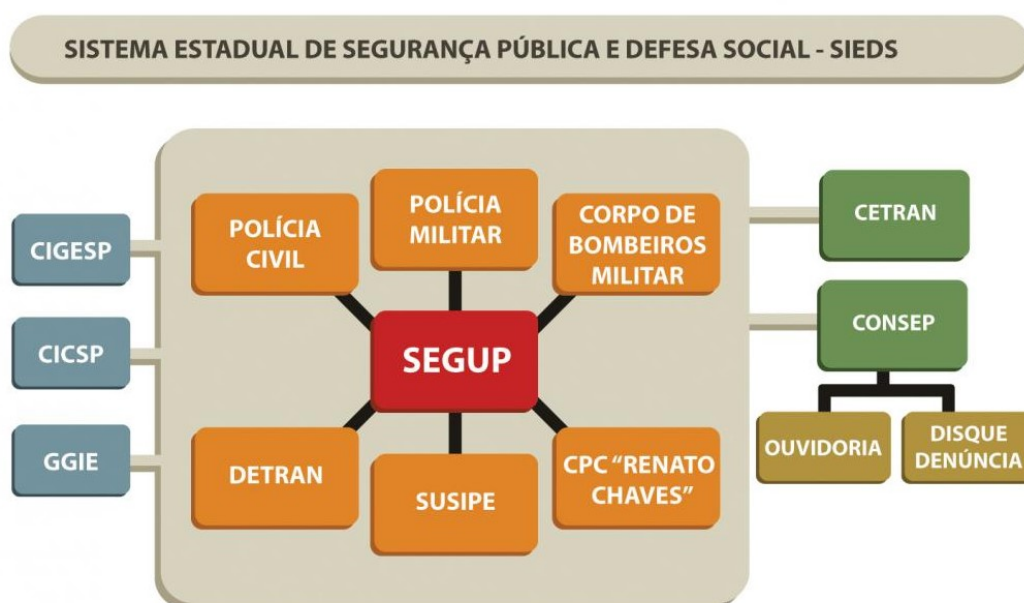 SISTEMA ESTADUAL DE SEGURANÇA PÚBLICA E DEFESA SOCIAL - SIEDS
CIGESP
CICSP
GGIE
POLÍCIA
CIVIL
POLÍCIA
MILITAR
CORPO DE
BOMBEIROS
MILITAR
SEGUP
DETRAN
SUSIPE
CPC “RENATO
CHAVES”
CETRAN
CONSEP
OUVIDORIA
DISQUE
DENÚNCIA